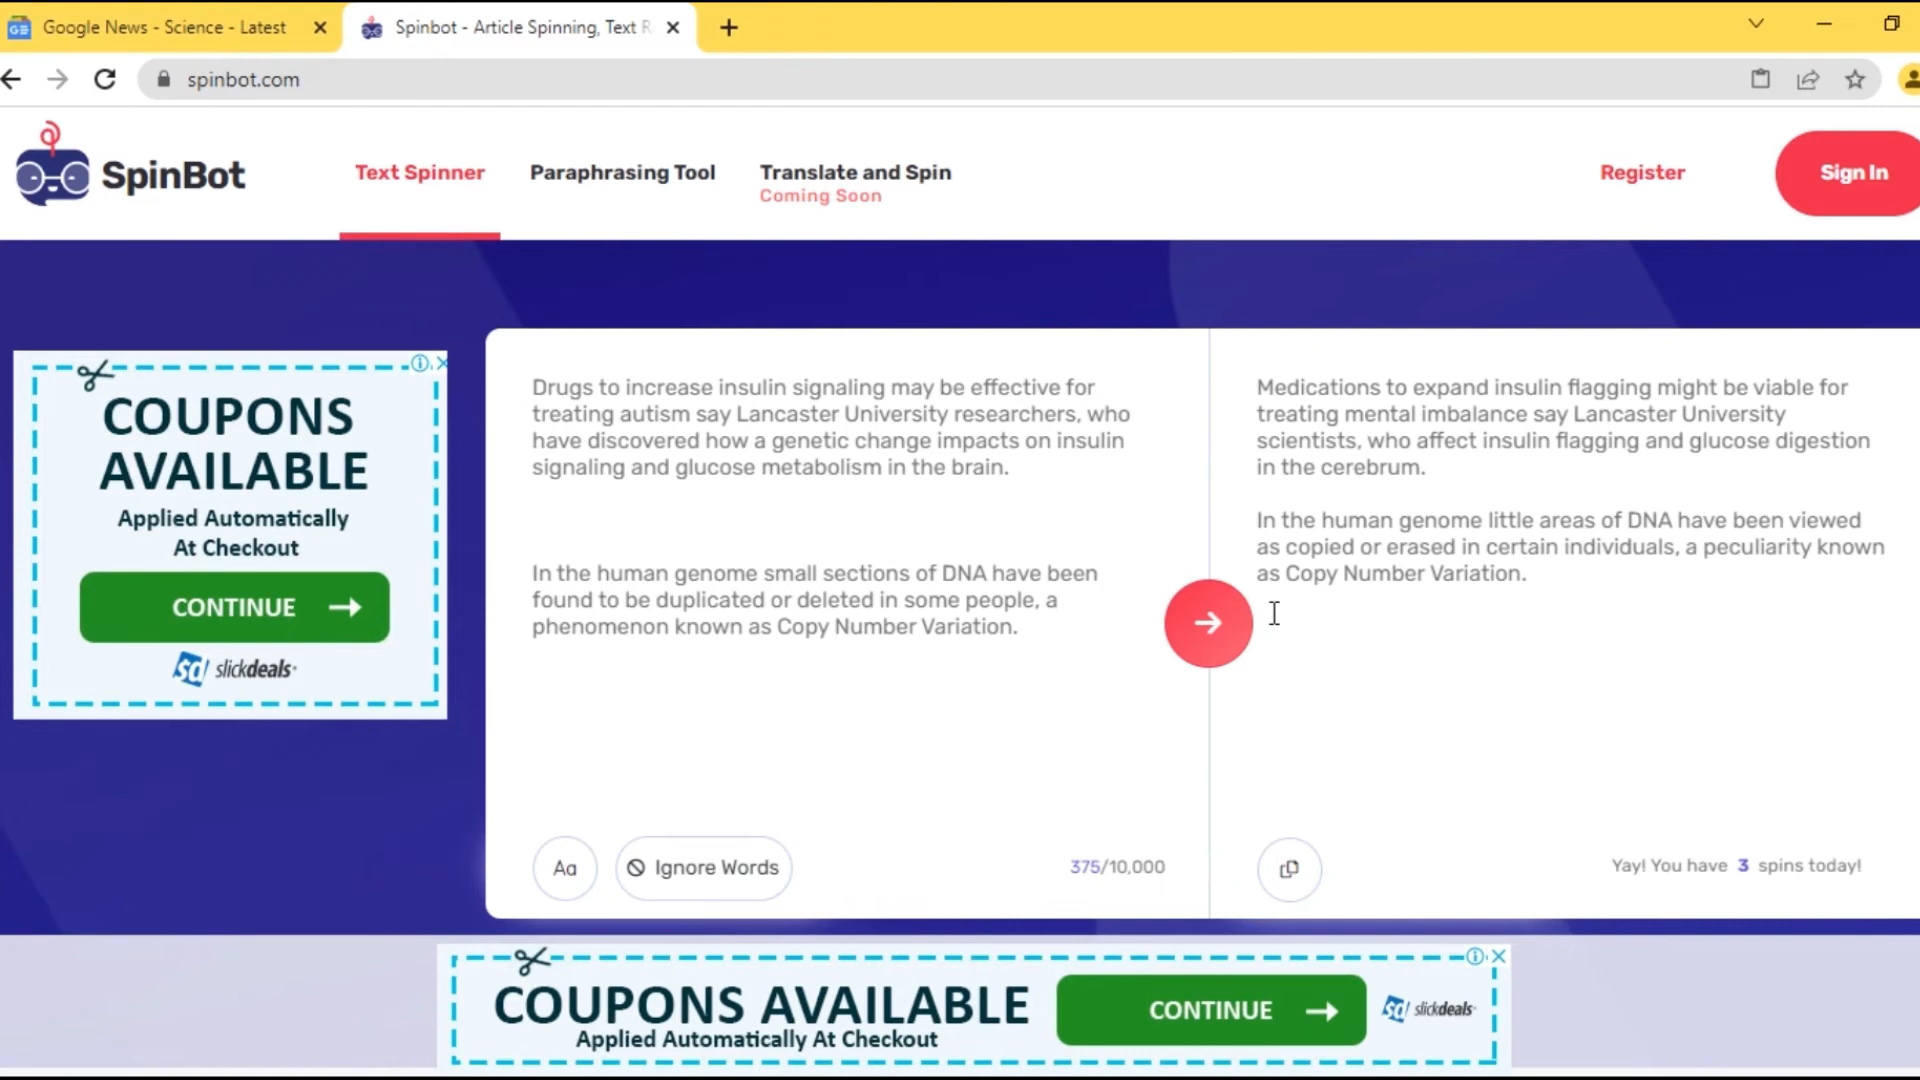 Google News - Science - Latest
Spinbot - Article Spinning, Text R
spinbot.com
SpinBot
Text Spinner
Paraphrasing Tool
Translate and Spin
Coming Soon
Register
Sign In
COUPONS
AVAILABLE
Applied Automatically
At Checkout
CONTINUE
sd slickdeals
Drugs to increase insulin signaling may be effective for
treating autism say Lancaster University researchers, who
have discovered how a genetic change impacts on insulin
signaling and glucose metabolism in the brain.
In the human genome small sections of DNA have been
found to be duplicated or deleted in some people, a
phenomenon known as Copy Number Variation.
Aa
Ignore Words
375/10,000
Medications to expand insulin flagging might be viable for
treating mental imbalance say Lancaster University
scientists, who affect insulin flagging and glucose digestion
in the cerebrum.
In the human genome little areas of DNA have been viewed
as copied or erased in certain individuals, a peculiarity known
as Copy Number Variation.
Yay! You have 3 spins today!
COUPONS AVAILABLE
Applied Automatically At Checkout
CONTINUE
sd slickdeals